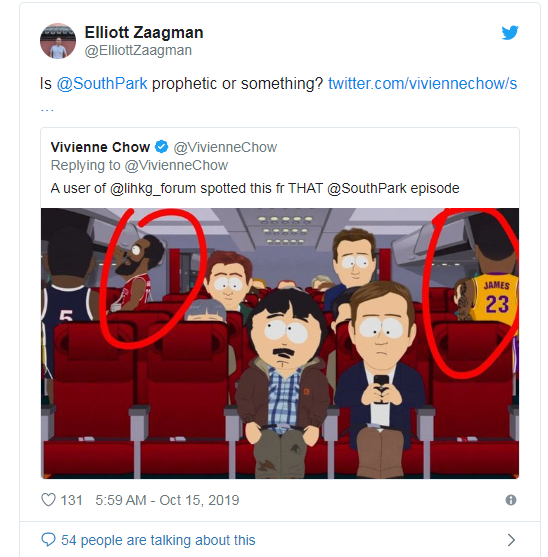 Elliott Zaagman
@ElliottZaagman
Is @SouthPark prophetic or something? twitter.com/viviennechow/s
…
Vivienne Chow @VivienneChow
Replying to @VivienneChow
A user of @lihkg_forum spotted this fr THAT @SouthPark episode
5
JAMES
23
131 5:59 AM - Oct 15, 2019
54 people are talking about this